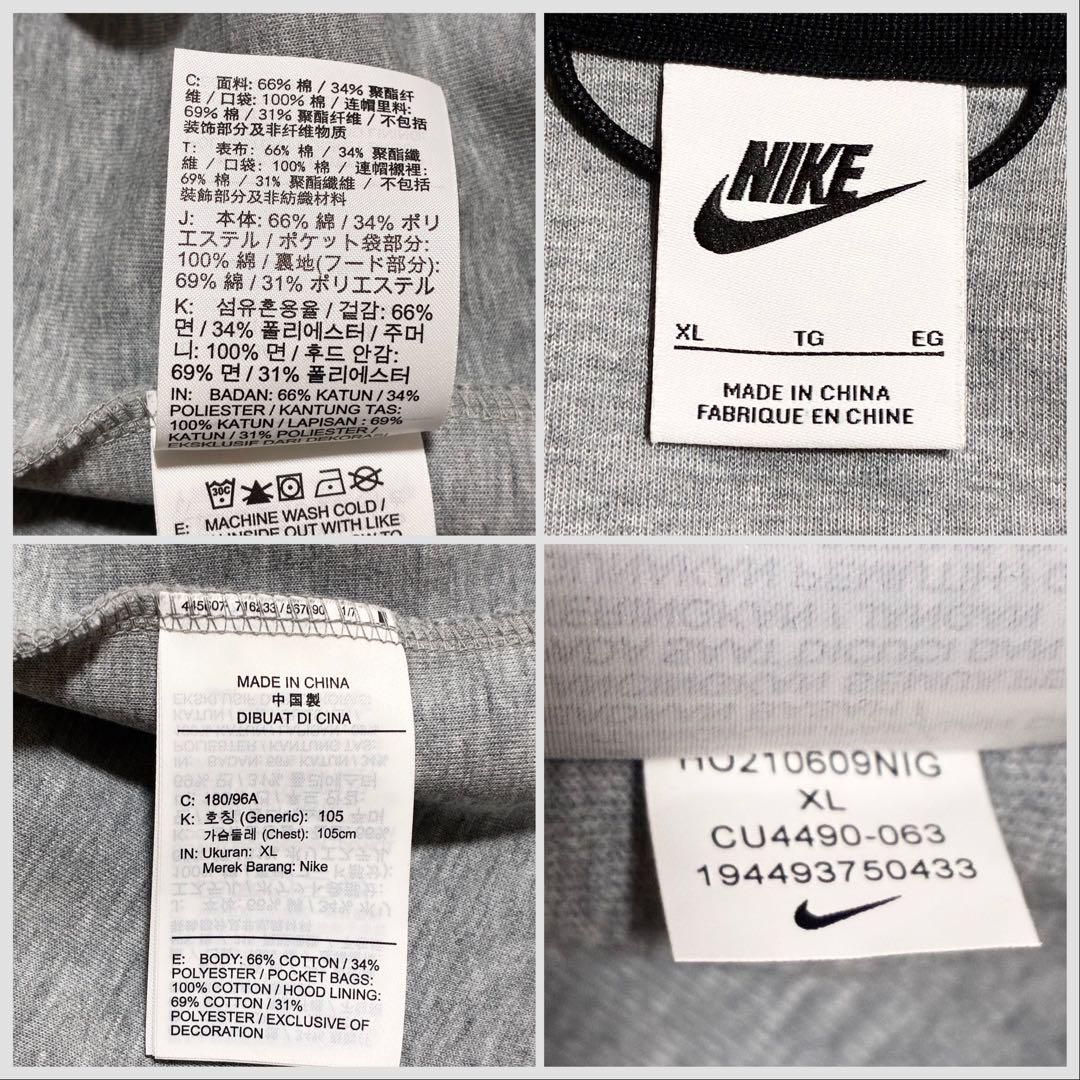 C: 面料: 66% 棉 / 34% 聚酯纤
维 / 口袋: 100% 棉 / 连帽里料:
69% 棉 / 31% 聚酯纤维 / 不包括
装饰部分及非纤维物质
T: 表布: 66% 棉 / 34% 聚酯纖
維 / 口袋: 100% 棉 / 連帽襯裡:
69% 棉 / 31% 聚酯纖維 / 不包括
裝飾部分及非紡織材料
J: 本体: 66% 綿 / 34% ポリ
エステル / ポケット袋部分:
100% 綿 / 裏地(フード部分):
69% 綿 / 31% ポリエステル
K: 섬유혼용율 / 겉감: 66%
면 / 34% 폴리에스터 / 주머
니: 100% 면 / 후드 안감:
69% 면 / 31% 폴리에스터
IN: BADAN: 66% KATUN / 34%
POLIESTER / KANTUNG TAS:
100% KATUN / LAPISAN : 69%
KATUN / 31% POLIESTER /
EKSKLUSIF DARI DEKORASI
30C
E: MACHINE WASH COLD /
INSIDE OUT WITH LIKE
NIKE
XL TG EG
MADE IN CHINA
FABRIQUE EN CHINE
1/7
MADE IN CHINA
中国製
DIBUAT DI CINA
C: 180/96A
K: 호칭 (Generic): 105
가슴둘레 (Chest): 105cm
IN: Ukuran: XL
Merek Barang: Nike
E: BODY: 66% COTTON / 34%
POLYESTER / POCKET BAGS:
100% COTTON / HOOD LINING:
69% COTTON / 31%
POLYESTER / EXCLUSIVE OF
DECORATION
HO210609NIG
XL
CU4490-063
194493750433